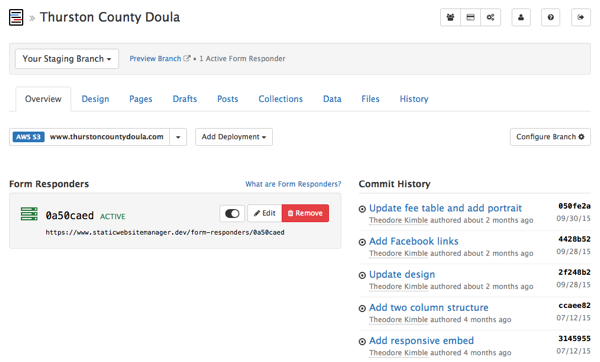 » Thurston County Doula
Your Staging Branch
Preview Branch • 1 Active Form Responder
Overview Design Pages Drafts Posts Collections Data Files History
AWS S3 www.thurstoncountydoula.com Add Deployment Configure Branch
Form Responders What are Form Responders?
0a50caed ACTIVE Edit Remove
https://www.staticwebsitemanager.dev/form-responders/0a50caed
Commit History
Update fee table and add portrait 050fe2a
Theodore Kimble authored about 2 months ago 09/30/15
Add Facebook links 4428b52
Theodore Kimble authored about 2 months ago 09/28/15
Update design 2f248b2
Theodore Kimble authored about 2 months ago 09/28/15
Add two column structure ccaee82
Theodore Kimble authored 4 months ago 07/12/15
Add responsive embed 3145955
Theodore Kimble authored 4 months ago 07/12/15